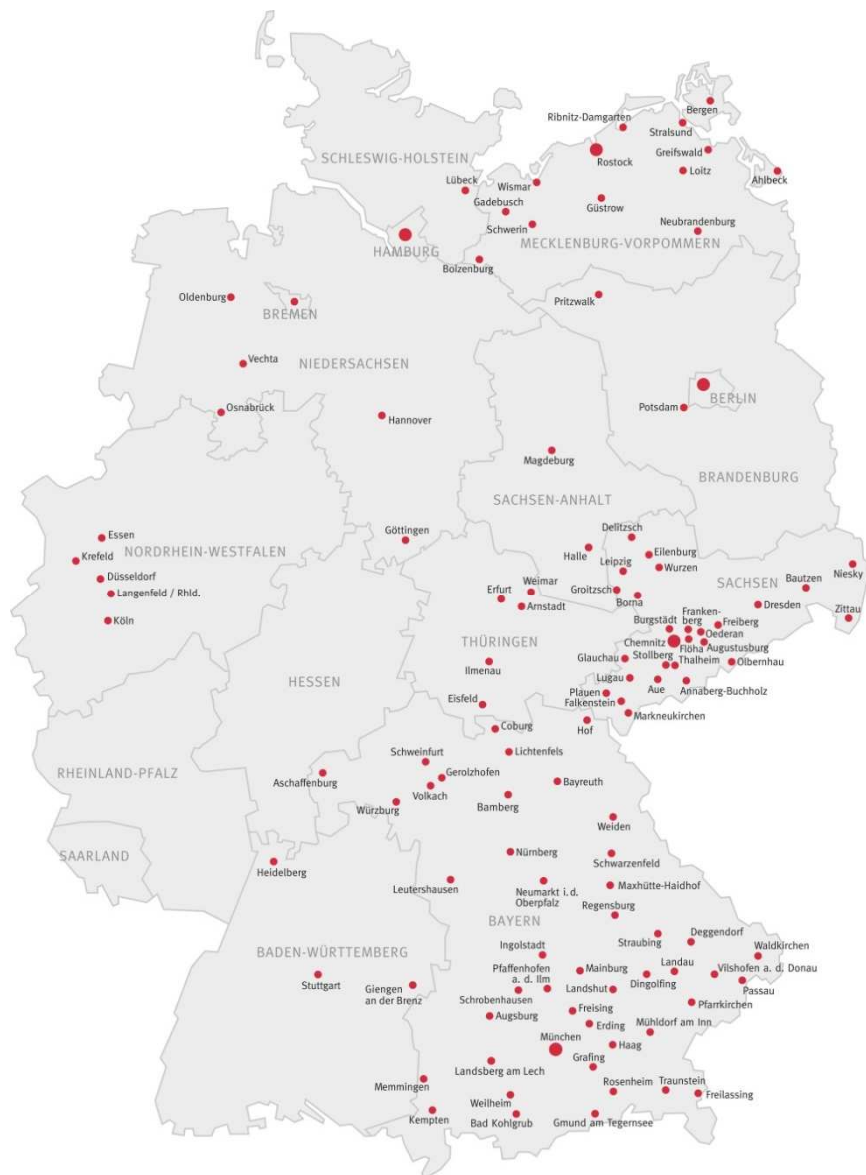 Bergen
Ribnitz-Damgarten
Stralsund
SCHLESWIG-HOLSTEIN
Rostock
Greifswald
Loitz
Ahlbeck
Lübeck
Wismar
Gadebusch
Güstrow
Schwerin
Neubrandenburg
MECKLENBURG-VORPOMMERN
HAMBURG
Boizenburg
Oldenburg
BREMEN
Pritzwalk
Vechta
NIEDERSACHSEN
BERLIN
Potsdam
Osnabrück
Hannover
Magdeburg
BRANDENBURG
SACHSEN-ANHALT
Essen
NORDRHEIN-WESTFALEN
Göttingen
Delitzsch
Krefeld
Halle
Eilenburg
Leipzig
Wurzen
Niesky
Düsseldorf
Langenfeld / Rhld.
Erfurt
Weimar
Groitzsch
SACHSEN
Bautzen
Arnstadt
Borna
Dresden
Zittau
Köln
Burgstädt
Franken-
berg
Freiberg
Oederan
THÜRINGEN
Chemnitz
Flöha
Augustusburg
Stollberg
Thalheim
Olbernhau
Glauchau
Ilmenau
HESSEN
Lugau
Aue
Annaberg-Buchholz
Plauen
Falkenstein
Eisfeld
Markneukirchen
Hof
Coburg
Lichtenfels
Schweinfurt
RHEINLAND-PFALZ
Aschaffenburg
Gerolzhofen
Bayreuth
Volkach
Würzburg
Bamberg
Weiden
SAARLAND
Heidelberg
Nürnberg
Schwarzenfeld
Leutershausen
Neumarkt i. d.
Oberpfalz
Maxhütte-Haidhof
Regensburg
BAYERN
Straubing
Deggendorf
BADEN-WÜRTTEMBERG
Ingolstadt
Waldkirchen
Stuttgart
Giengen
an der Brenz
Pfaffenhofen
a. d. Ilm
Mainburg
Landau
Vilshofen a. d. Donau
Dingolfing
Passau
Schrobenhausen
Landshut
Pfarrkirchen
Augsburg
Freising
Erding
Mühldorf am Inn
München
Haag
Grafing
Landsberg am Lech
Memmingen
Rosenheim
Traunstein
Freilassing
Weilheim
Kempten
Bad Kohlgrub
Gmund am Tegernsee